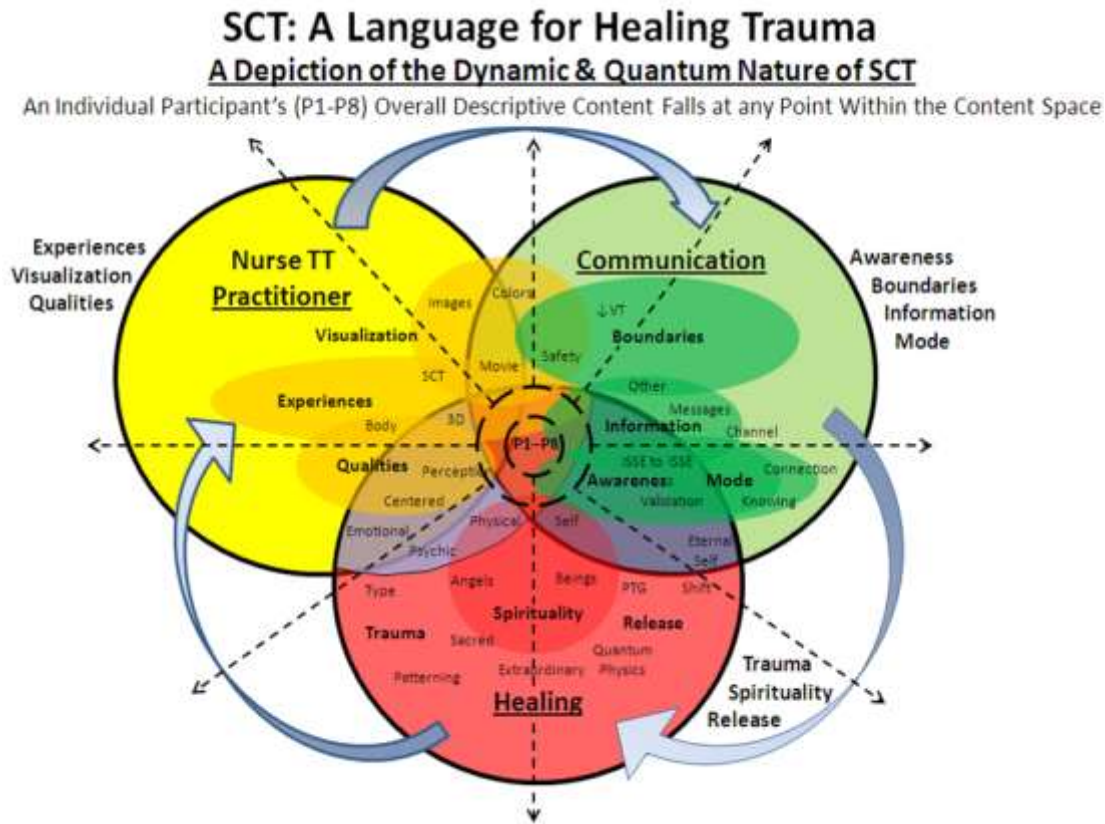 SCT: A Language for Healing Trauma
A Depiction of the Dynamic & Quantum Nature of SCT
An Individual Participant's (P1-P8) Overall Descriptive Content Falls at any Point Within the Content Space
Experiences
Visualization
Qualities
Nurse TT
Practitioner
Communication
Awareness
Boundaries
Information
Mode
Images
Colors
↓VT
Visualization
Boundaries
Movie
Safety
SCT
Other
Experiences
Messages
Body
3D
Information
Channel
P1-P8
Qualities
Perception
ISSE to ISSE
Connection
Awareness
Mode
Centered
Validation
Knowing
Emotional
Physical
Self
Psychic
Eternal
Self
Type
Angels
Beings
PTG
Shift
Spirituality
Trauma
Release
Sacred
Quantum
Physics
Patterning
Extraordinary
Healing
Trauma
Spirituality
Release